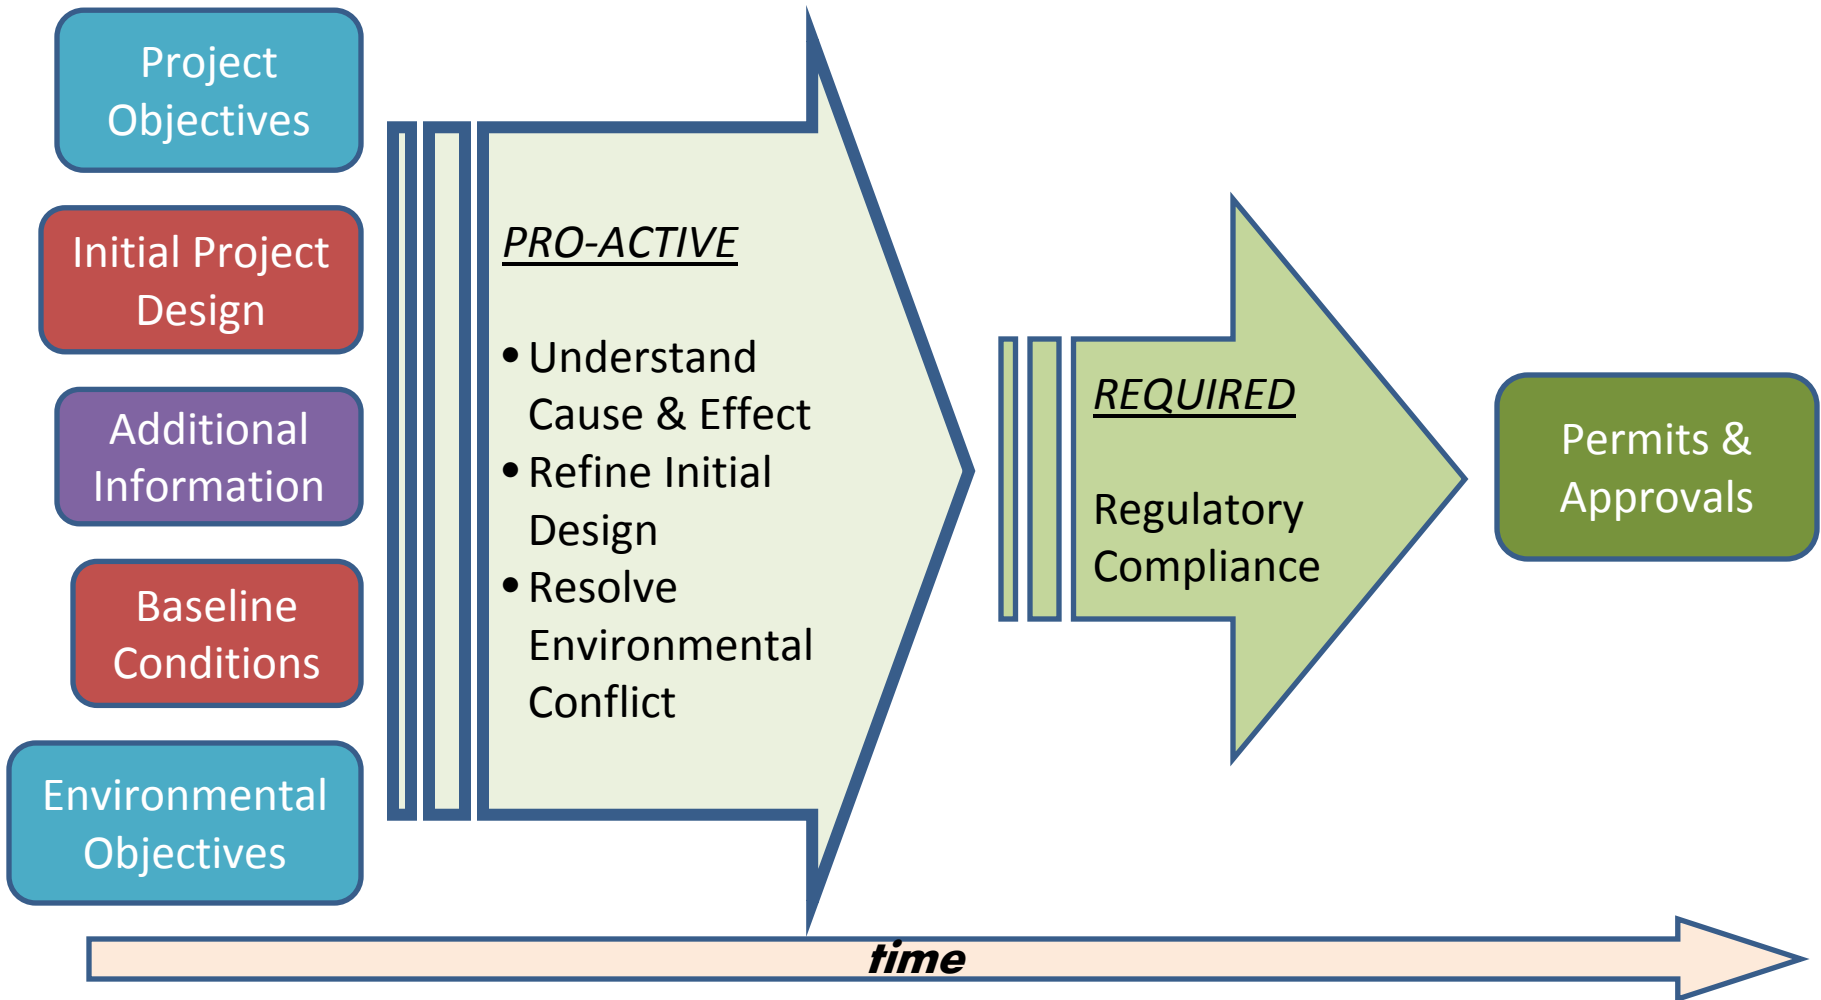 Project
Objectives
Initial Project
Design
Additional
Information
Baseline
Conditions
Environmental
Objectives
PRO-ACTIVE
• Understand
Cause & Effect
• Refine Initial
Design
• Resolve
Environmental
Conflict
REQUIRED
Regulatory
Compliance
Permits &
Approvals
time